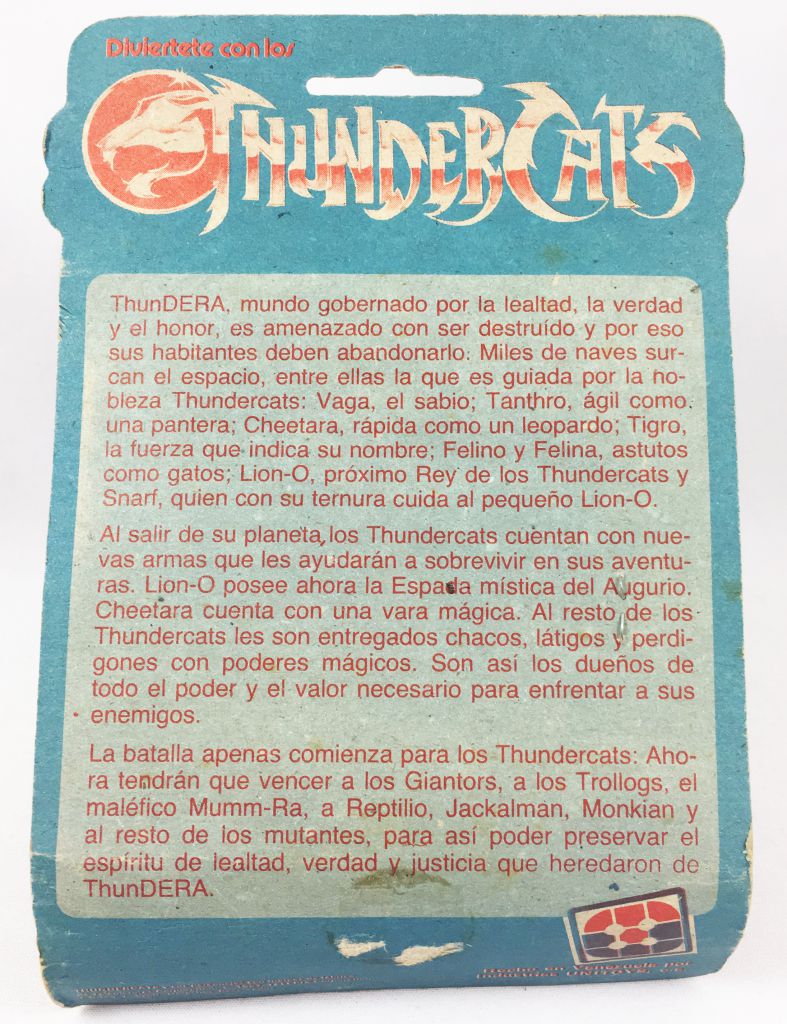 Diviertete con los
THUNDERCATS
ThunDERA, mundo gobernado por la lealtad, la verdad
y el honor, es amenazado con ser destruído y por eso
sus habitantes deben abandonarlo. Miles de naves sur-
can el espacio, entre ellas la que es guiada por la no-
bleza Thundercats: Vaga, el sabio; Tanthro, ágil como
una pantera; Cheetara, rápida como un leopardo; Tigro,
la fuerza que indica su nombre; Felino y Felina, astutos
como gatos; Lion-O, próximo Rey de los Thundercats y
Snarf, quien con su ternura cuida al pequeño Lion-O.
Al salir de su planeta, los Thundercats cuentan con nue-
vas armas que les ayudarán a sobrevivir en sus aventu-
ras. Lion-O posee ahora la Espada mística del Augurio.
Cheetara cuenta con una vara mágica. Al resto de los
Thundercats les son entregados chacos, látigos y perdi-
gones con poderes mágicos. Son así los dueños de
todo el poder y el valor necesario para enfrentar a sus
enemigos.
La batalla apenas comienza para los Thundercats: Aho-
ra tendrán que vencer a los Giantors, a los Trollogs, el
maléfico Mumm-Ra, a Reptilio, Jackalman, Monkian y
al resto de los mutantes, para así poder preservar el
espíritu de lealtad, verdad y justicia que heredaron de
ThunDERA.
Hecho en Venezuela por